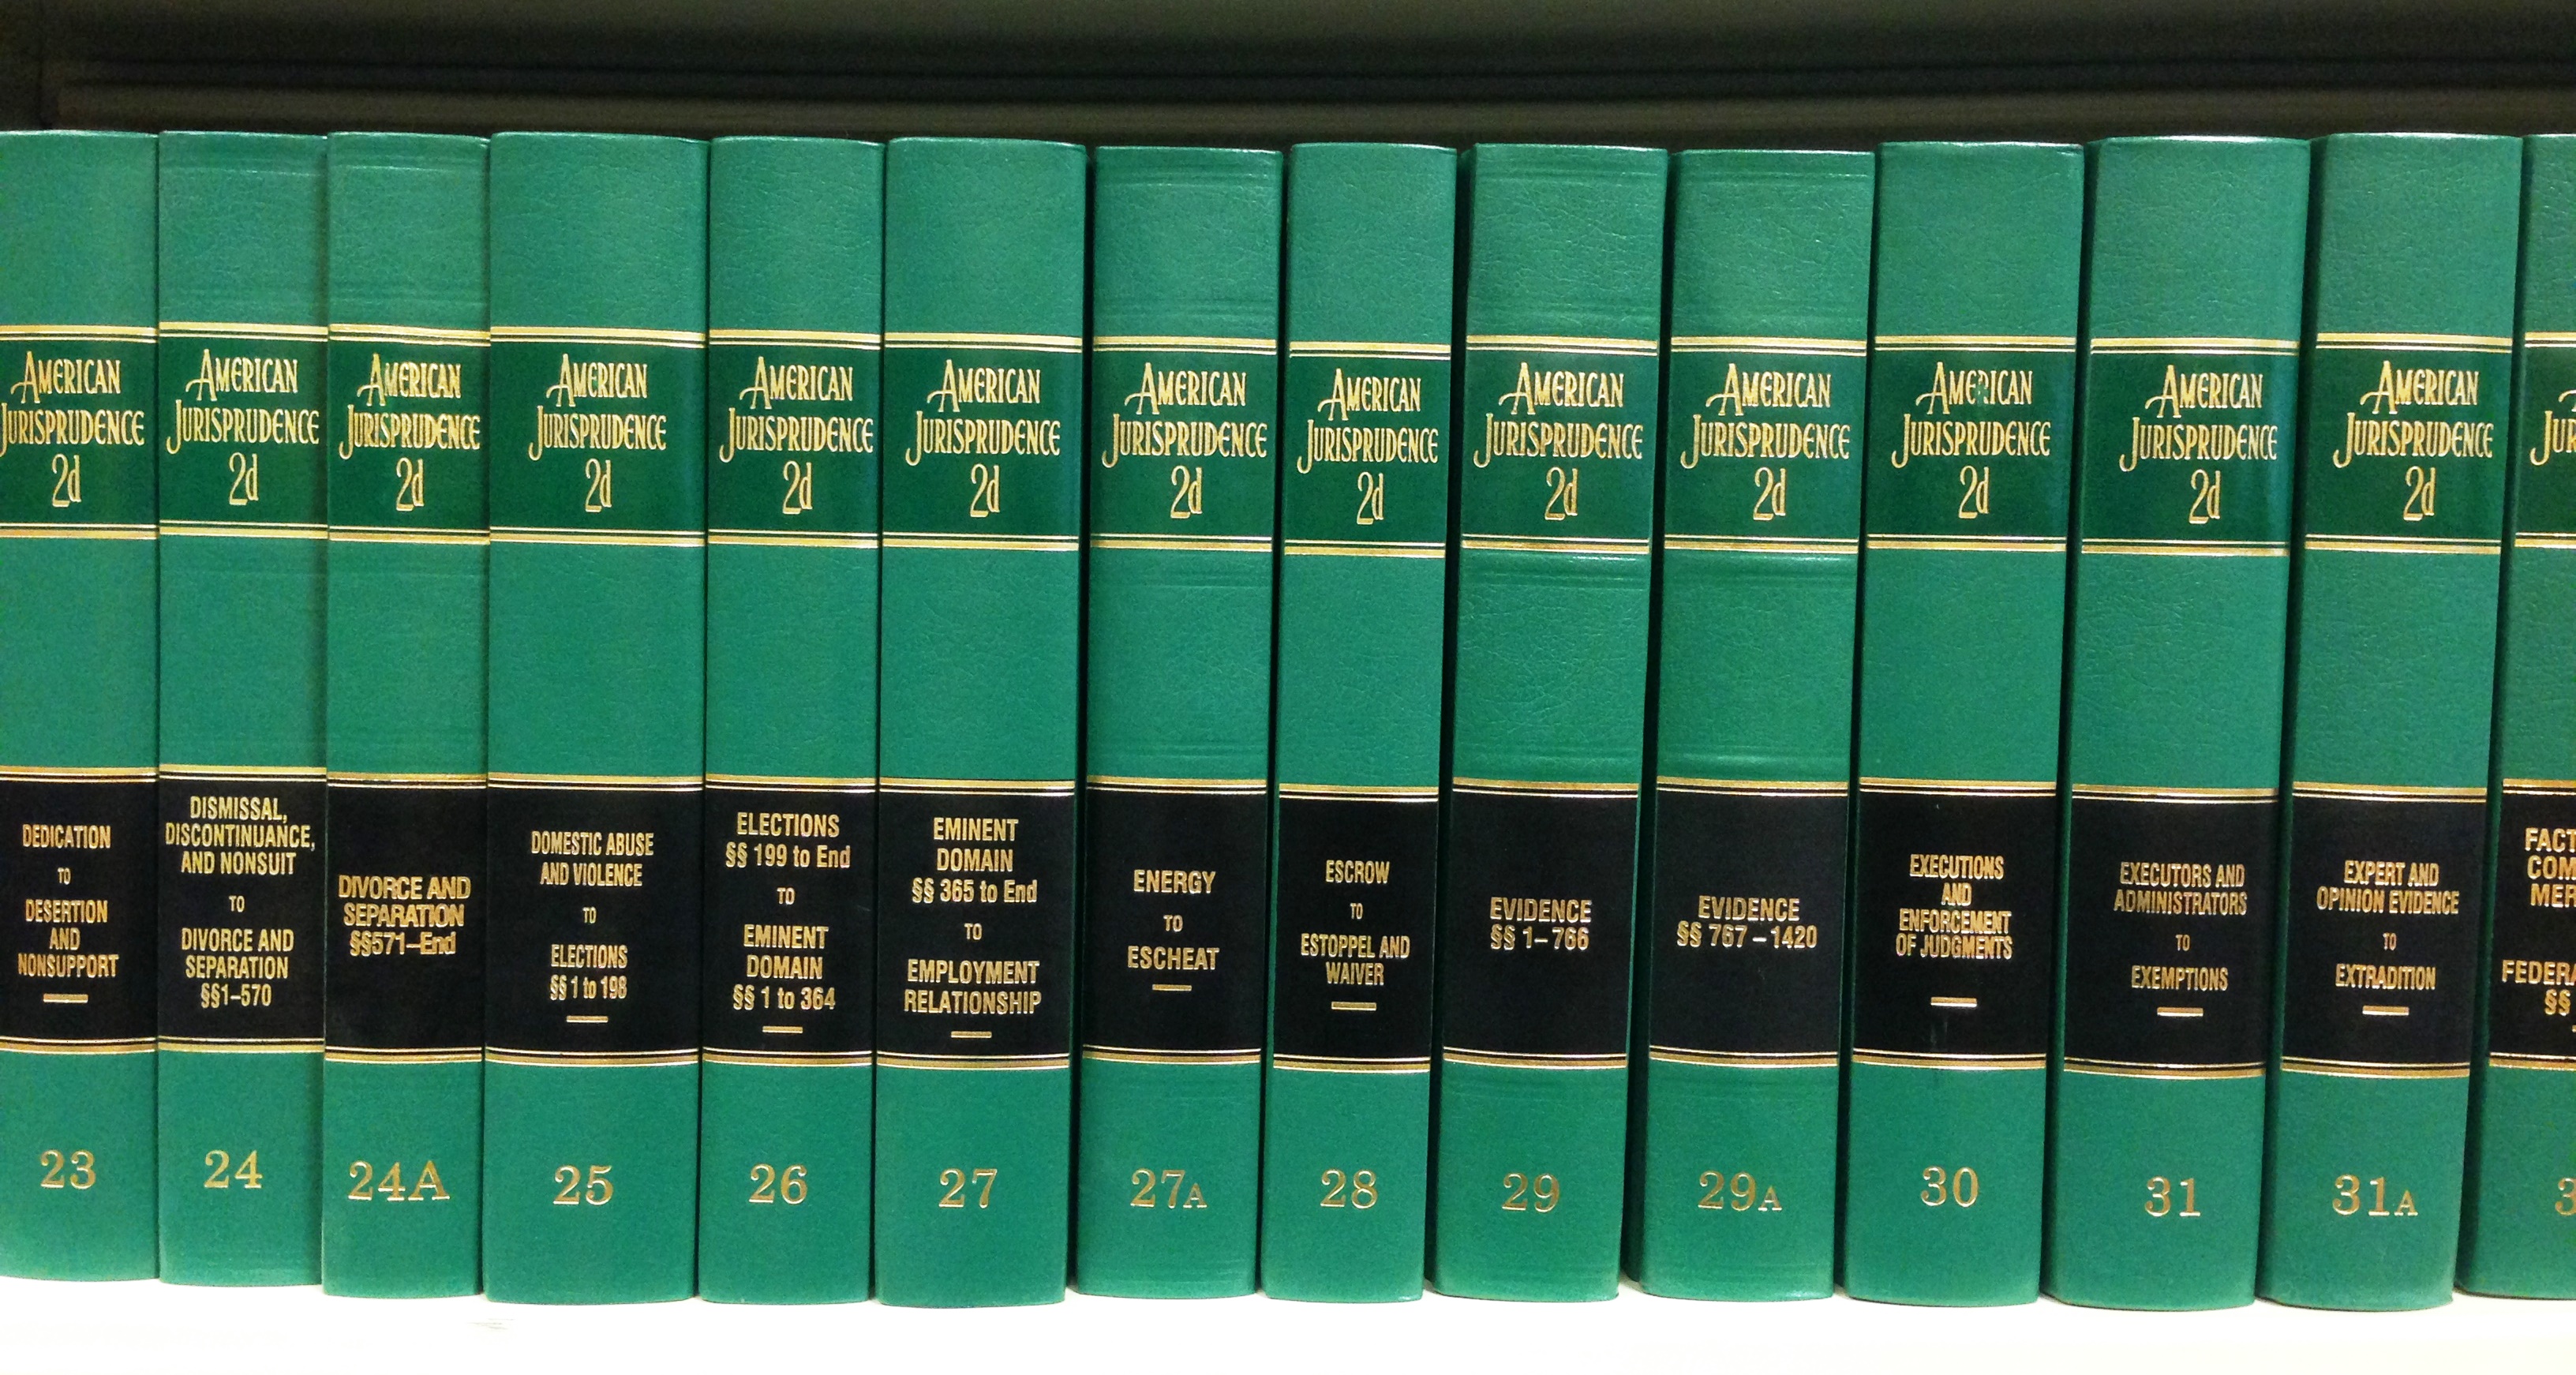 AMERICAN
JURISPRUDENCE
2d
DEDICATION
TO
DESERTION
AND
NONSUPPORT
23
AMERICAN
JURISPRUDENCE
2d
DISMISSAL,
DISCONTINUANCE,
AND NONSUIT
TO
DIVORCE AND
SEPARATION
§§1–570
24
AMERICAN
JURISPRUDENCE
2d
DIVORCE AND
SEPARATION
§§571–End
24A
AMERICAN
JURISPRUDENCE
2d
DOMESTIC ABUSE
AND VIOLENCE
TO
ELECTIONS
§§ 1 to 198
25
AMERICAN
JURISPRUDENCE
2d
ELECTIONS
§§ 199 to End
TO
EMINENT
DOMAIN
§§ 1 to 364
26
AMERICAN
JURISPRUDENCE
2d
EMINENT
DOMAIN
§§ 365 to End
TO
EMPLOYMENT
RELATIONSHIP
27
AMERICAN
JURISPRUDENCE
2d
ENERGY
TO
ESCHEAT
27A
AMERICAN
JURISPRUDENCE
2d
ESCROW
TO
ESTOPPEL AND
WAIVER
28
AMERICAN
JURISPRUDENCE
2d
EVIDENCE
§§ 1–766
29
AMERICAN
JURISPRUDENCE
2d
EVIDENCE
§§ 767–1420
29A
AMERICAN
JURISPRUDENCE
2d
EXECUTIONS
AND
ENFORCEMENT
OF JUDGMENTS
30
AMERICAN
JURISPRUDENCE
2d
EXECUTORS AND
ADMINISTRATORS
TO
EXEMPTIONS
31
AMERICAN
JURISPRUDENCE
2d
EXPERT AND
OPINION EVIDENCE
TO
EXTRADITION
31A
§§